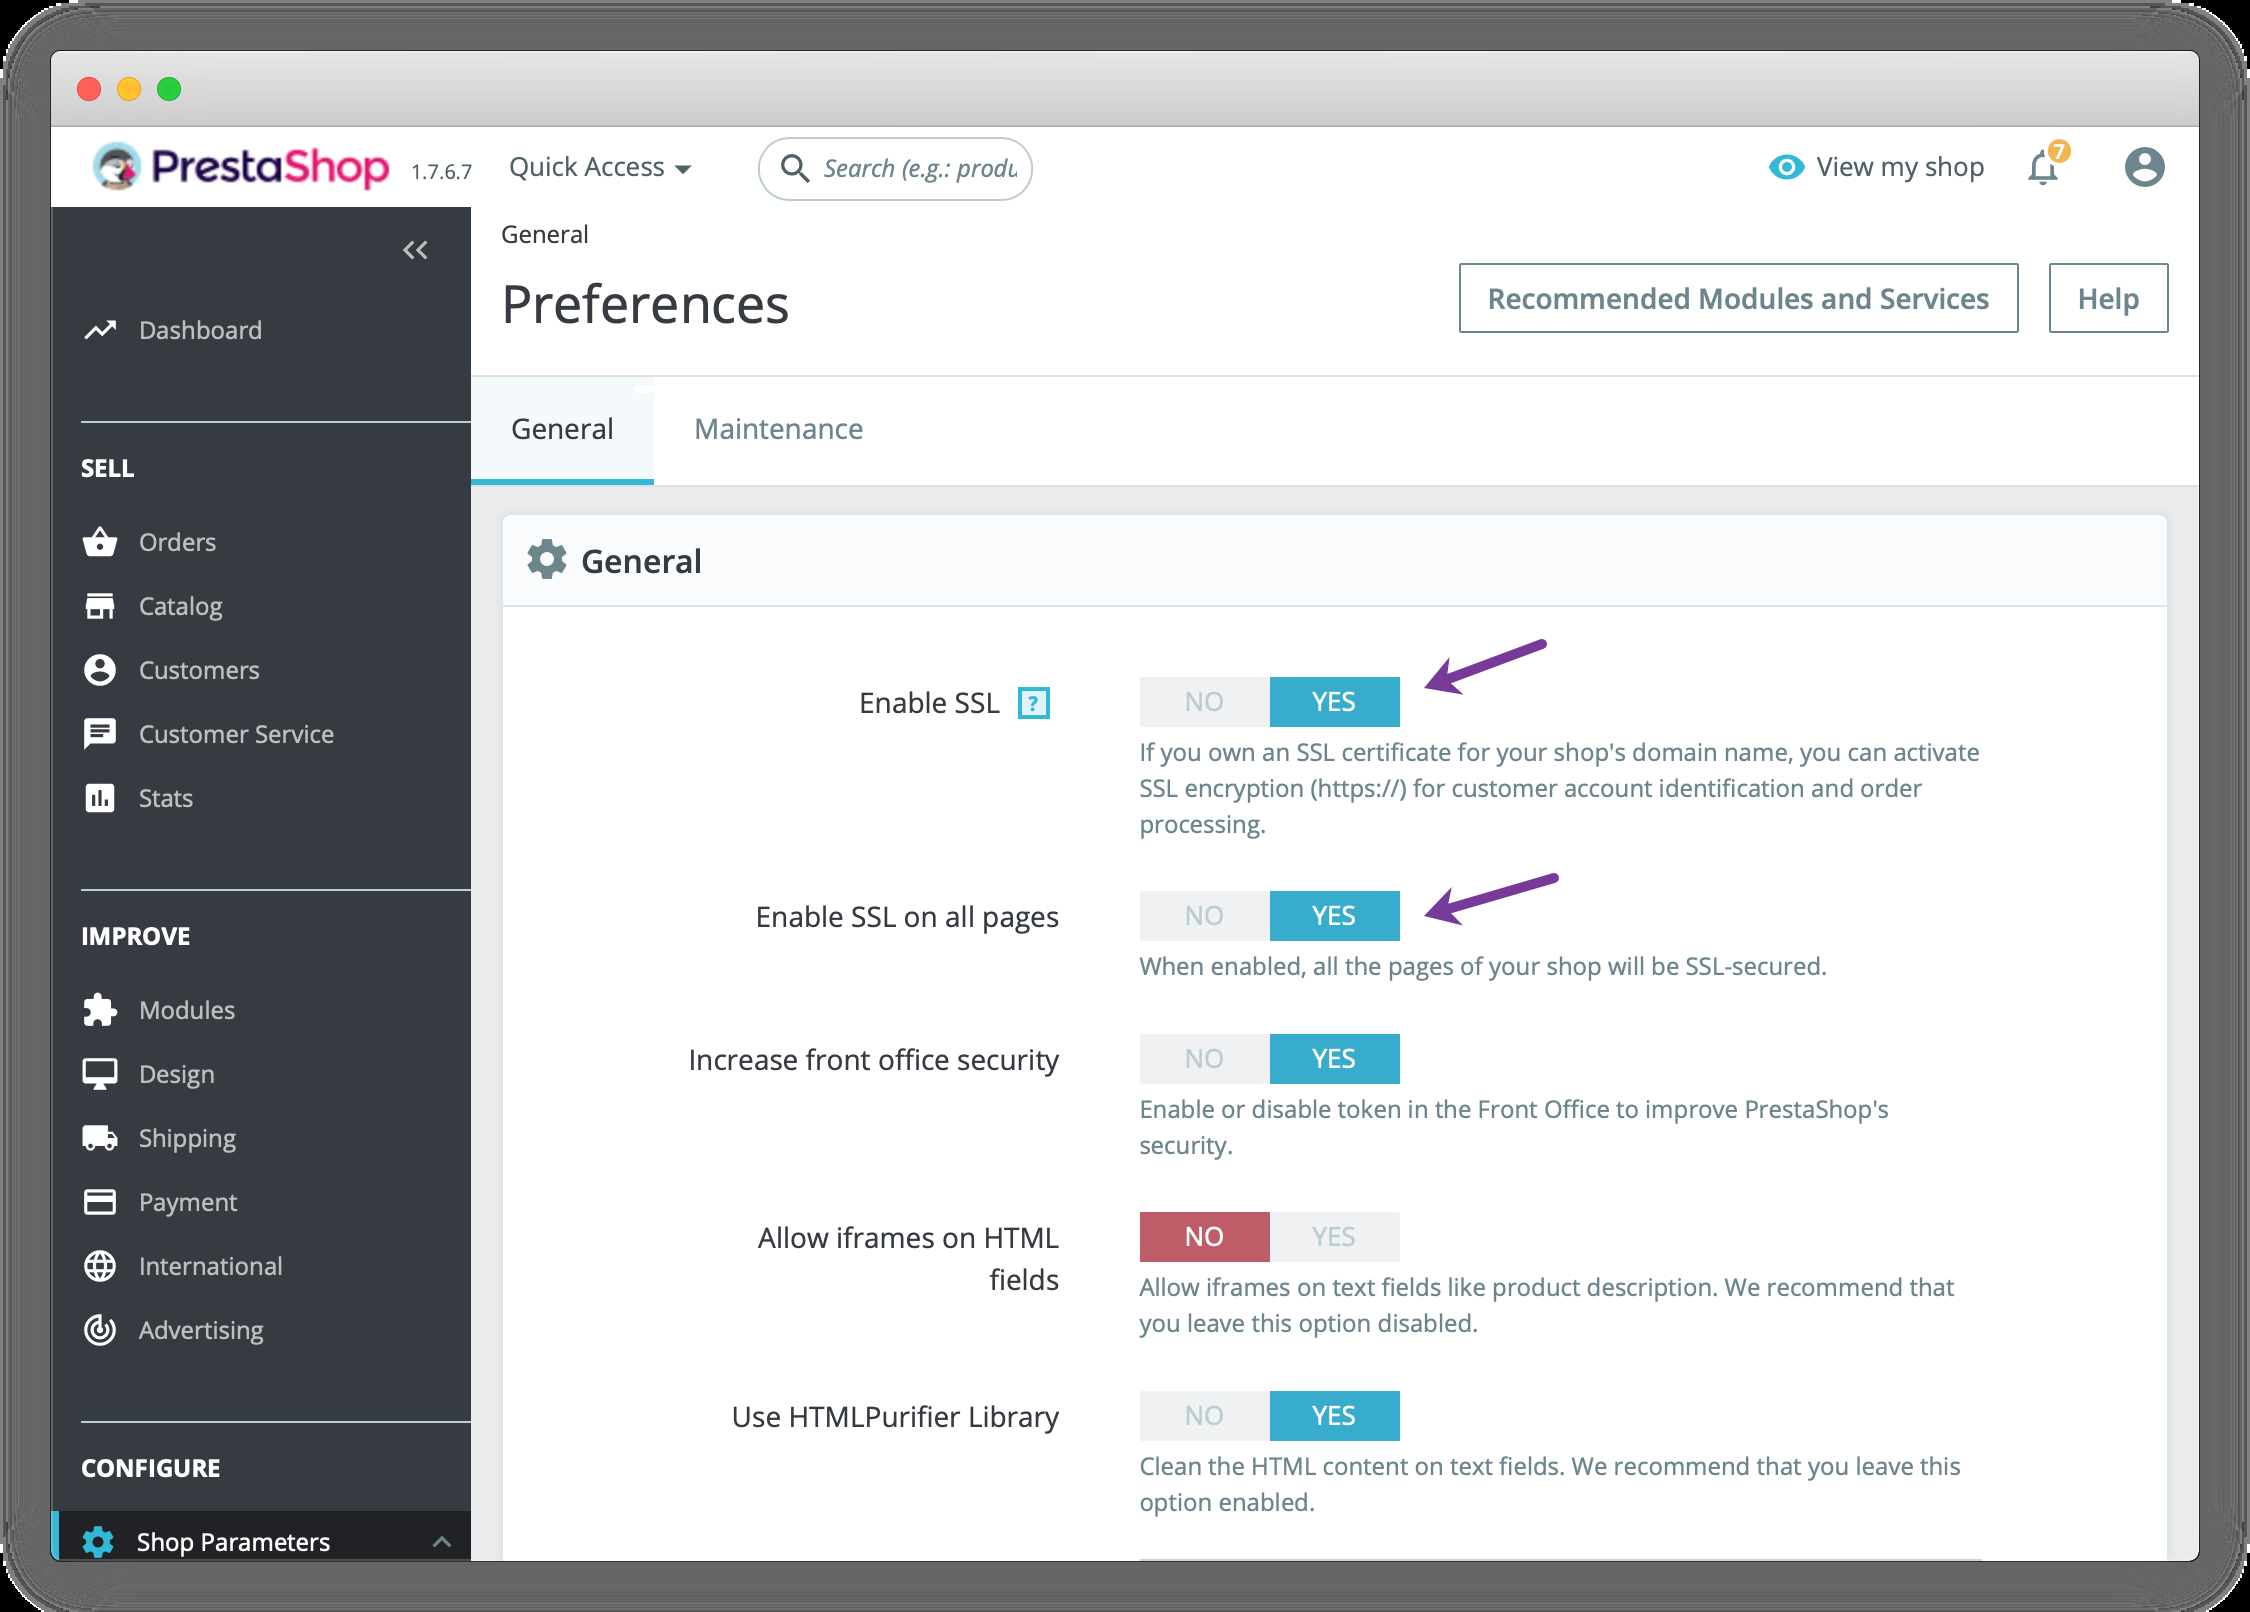 PrestaShop 1.7.6.7 Quick Access Search (e.g.: produ View my shop 7
General
Preferences
Recommended Modules and Services Help
General Maintenance
Dashboard
SELL
Orders
Catalog
Customers
Customer Service
Stats
IMPROVE
Modules
Design
Shipping
Payment
International
Advertising
CONFIGURE
Shop Parameters
General
Enable SSL ? NO YES
If you own an SSL certificate for your shop's domain name, you can activate
SSL encryption (https://) for customer account identification and order
processing.
Enable SSL on all pages NO YES
When enabled, all the pages of your shop will be SSL-secured.
Increase front office security NO YES
Enable or disable token in the Front Office to improve PrestaShop's
security.
Allow iframes on HTML
fields
NO YES
Allow iframes on text fields like product description. We recommend that
you leave this option disabled.
Use HTMLPurifier Library NO YES
Clean the HTML content on text fields. We recommend that you leave this
option enabled.